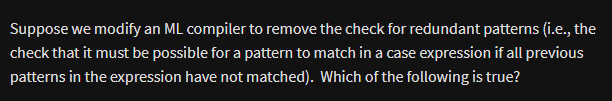 Suppose we modify an ML compiler to remove the check for redundant patterns (i.e., the
check that it must be possible for a pattern to match in a case expression if all previous
patterns in the expression have not matched).  Which of the following is true?